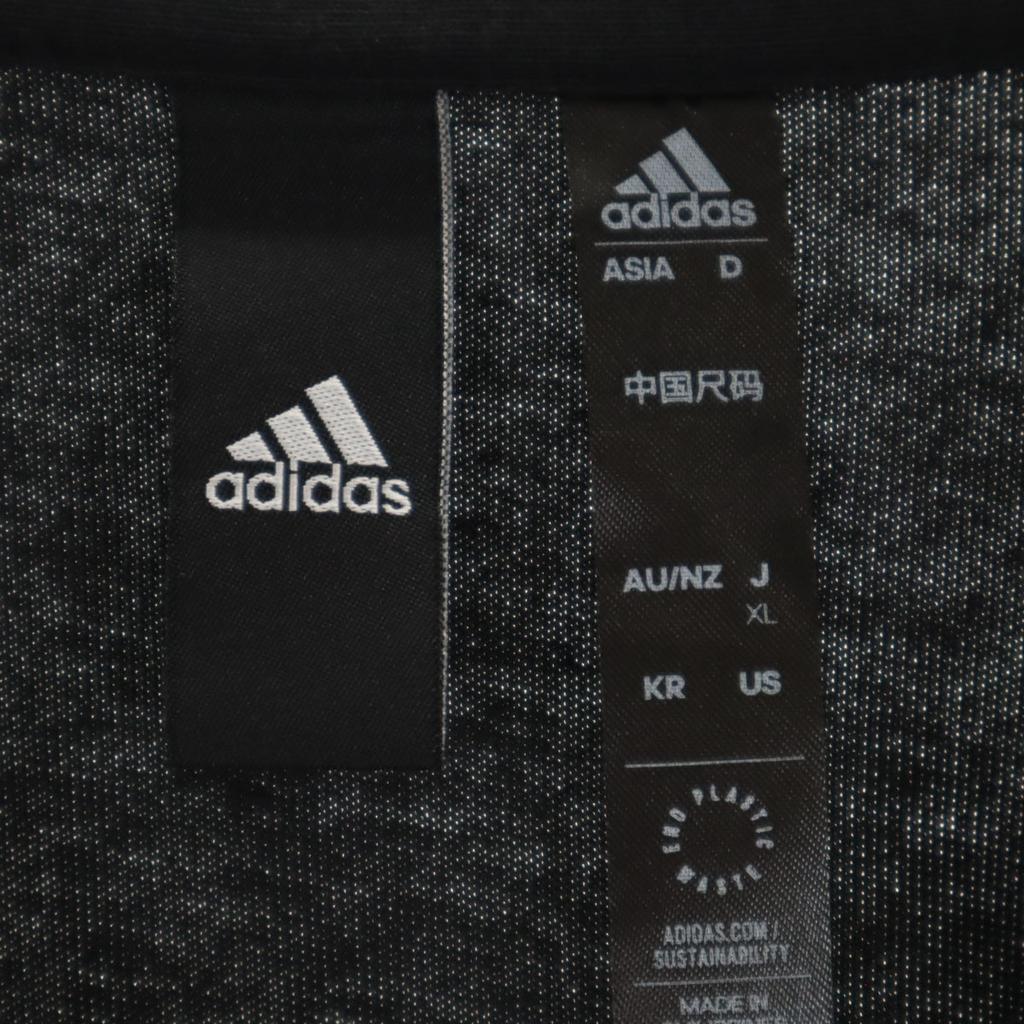 adidas
adidas
ASIA D
中国尺码
AU/NZ J
XL
KR US
END PLASTIC WASTE
ADIDAS.COM/
SUSTAINABILITY
MADE IN